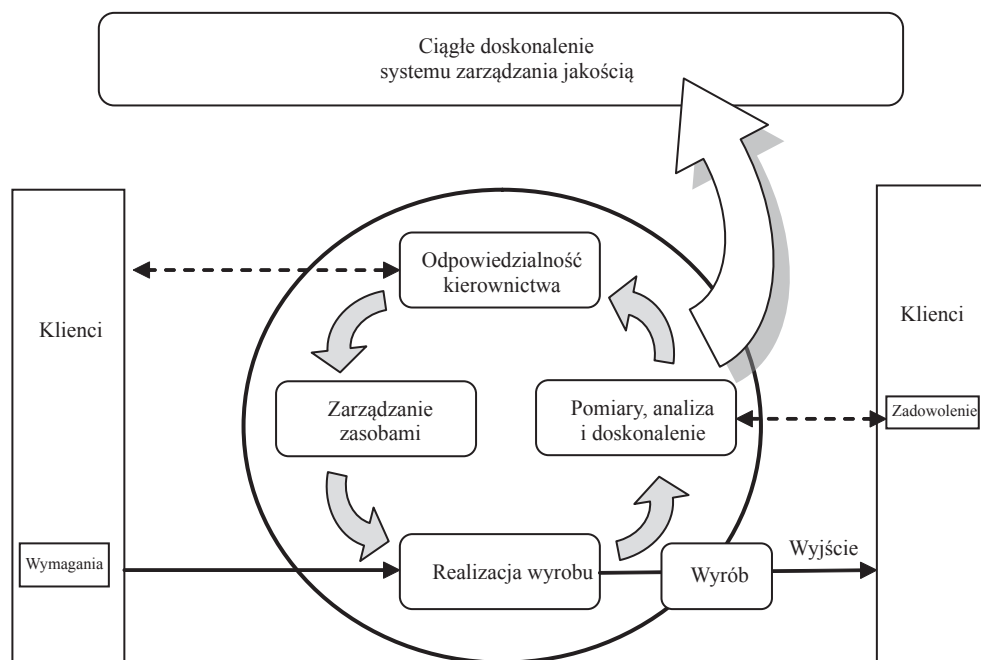 Ciągłe doskonalenie
systemu zarządzania jakością
Odpowiedzialność
kierownictwa
Klienci
Klienci
Zarządzanie
zasobami
Pomiary, analiza
i doskonalenie
Zadowolenie
Wymagania
Realizacja wyrobu
Wyrób
Wyjście